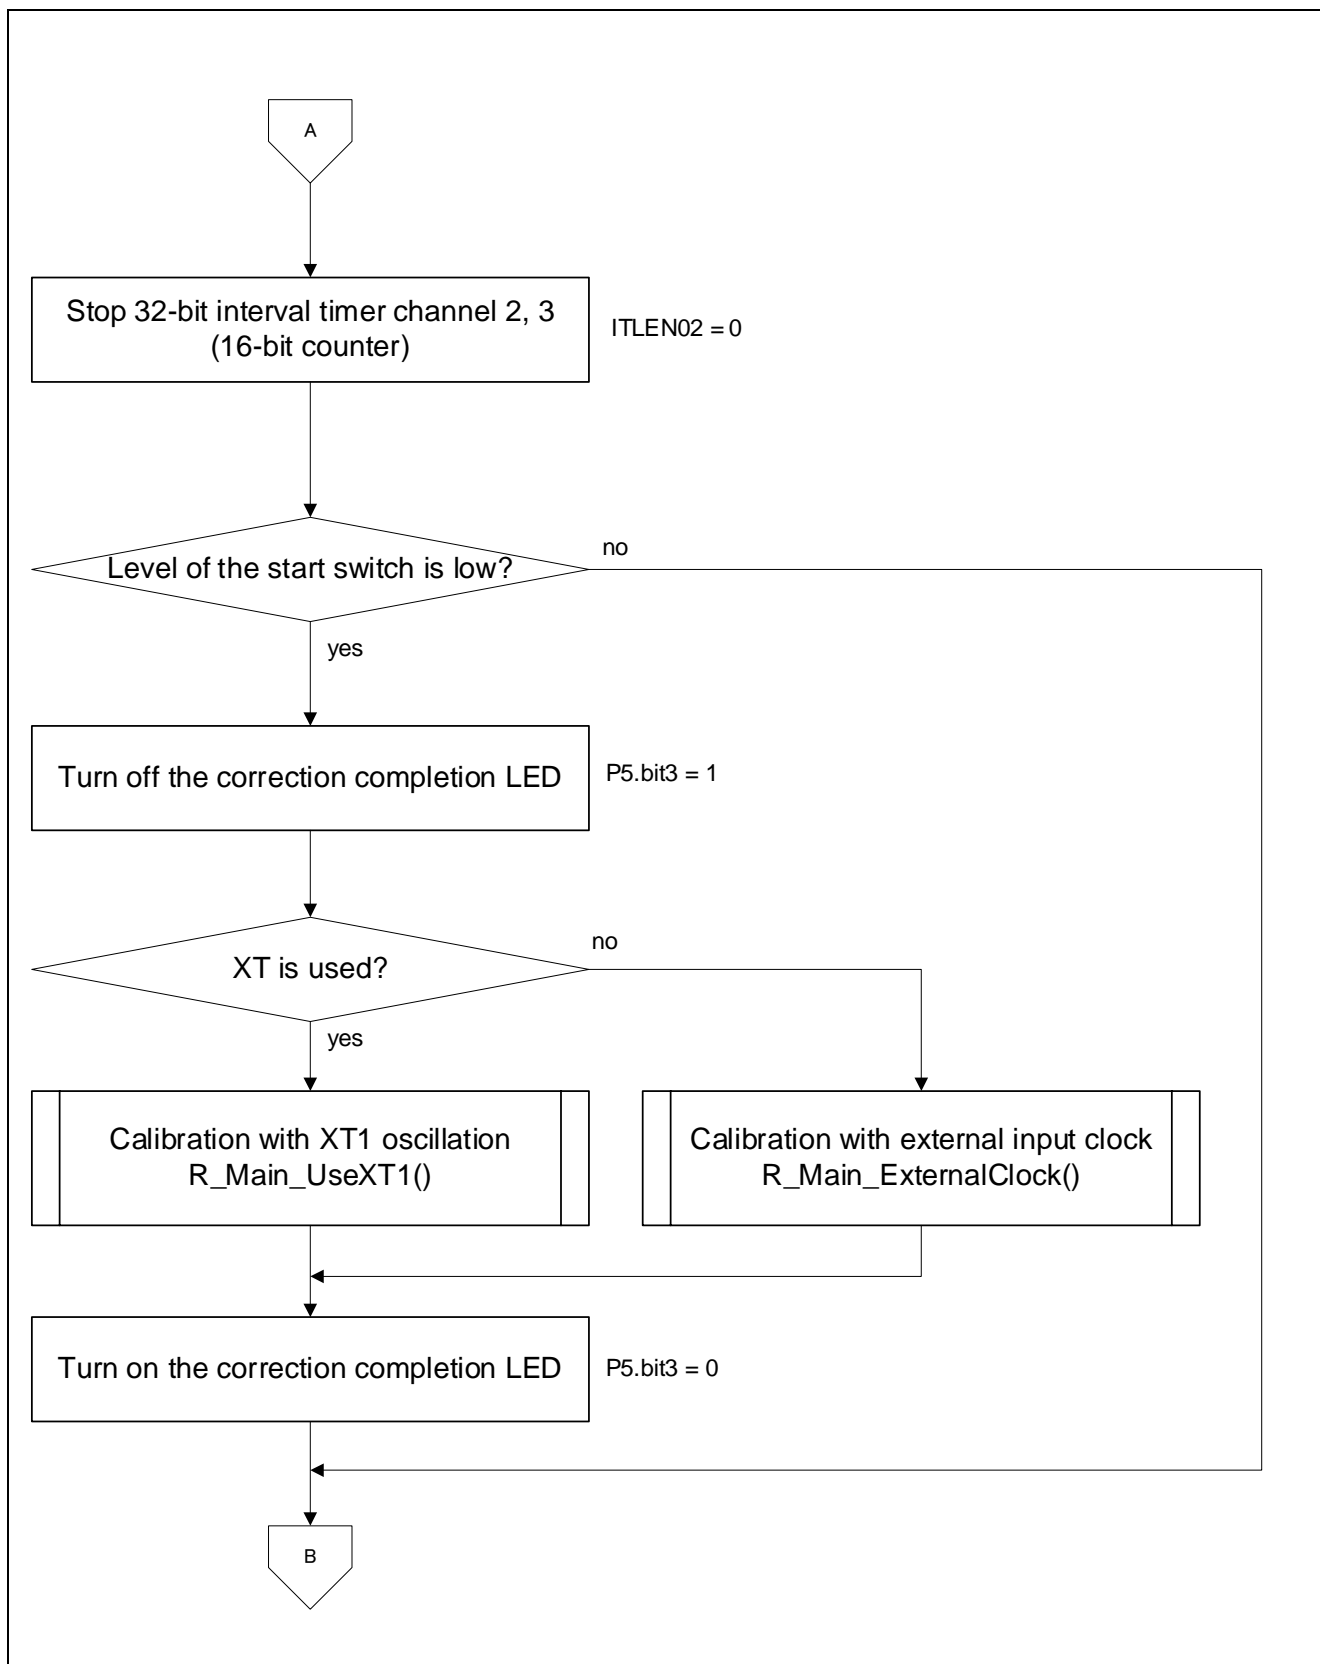 A
Stop 32-bit interval timer channel 2, 3
(16-bit counter)
ITLEN02 = 0
Level of the start switch is low?
no
yes
Turn off the correction completion LED
P5.bit3 = 1
XT is used?
no
yes
Calibration with XT1 oscillation
R_Main_UseXT1()
Calibration with external input clock
R_Main_ExternalClock()
Turn on the correction completion LED
P5.bit3 = 0
B